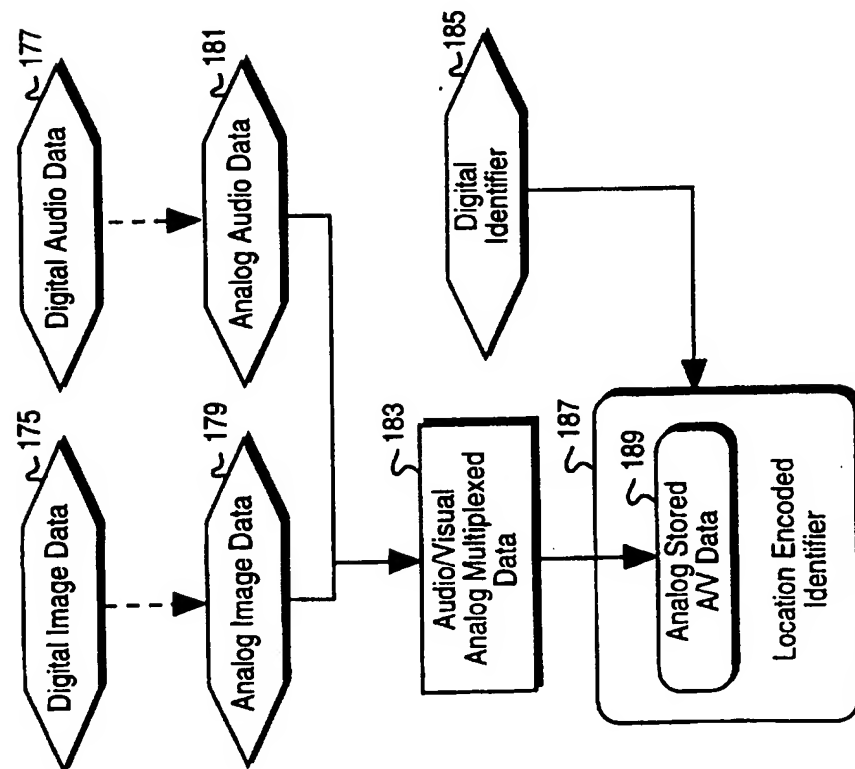 175
Digital Image Data
177
Digital Audio Data
179
Analog Image Data
181
Analog Audio Data
183
Audio/Visual
Analog Multiplexed
Data
185
Digital
Identifier
187
189
Analog Stored
A/V Data
Location Encoded
Identifier